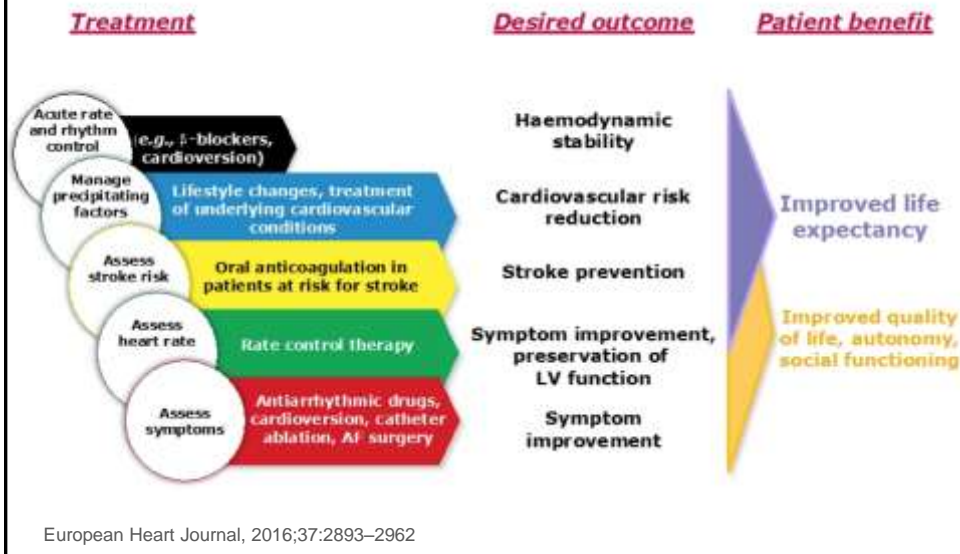 Treatment
Desired outcome
Patient benefit
Acute rate
and rhythm
control
(e.g., β-blockers,
cardioversion)
Haemodynamic
stability
Manage
precipitating
factors
Lifestyle changes, treatment
of underlying cardiovascular
conditions
Cardiovascular risk
reduction
Improved life
expectancy
Assess
stroke risk
Oral anticoagulation in
patients at risk for stroke
Stroke prevention
Assess
heart rate
Rate control therapy
Symptom improvement,
preservation of
LV function
Improved quality
of life, autonomy,
social functioning
Assess
symptoms
Antiarrhythmic drugs,
cardioversion, catheter
ablation, AF surgery
Symptom
improvement
European Heart Journal, 2016;37:2893–2962